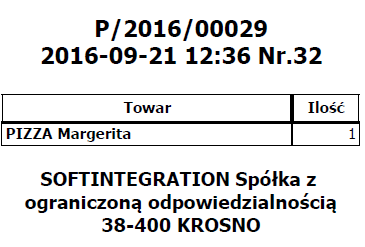 P/2016/00029
2016-09-21 12:36 Nr.32
Towar Ilość
PIZZA Margerita 1
SOFTINTEGRATION Spółka z
ograniczoną odpowiedzialnością
38-400 KROSNO